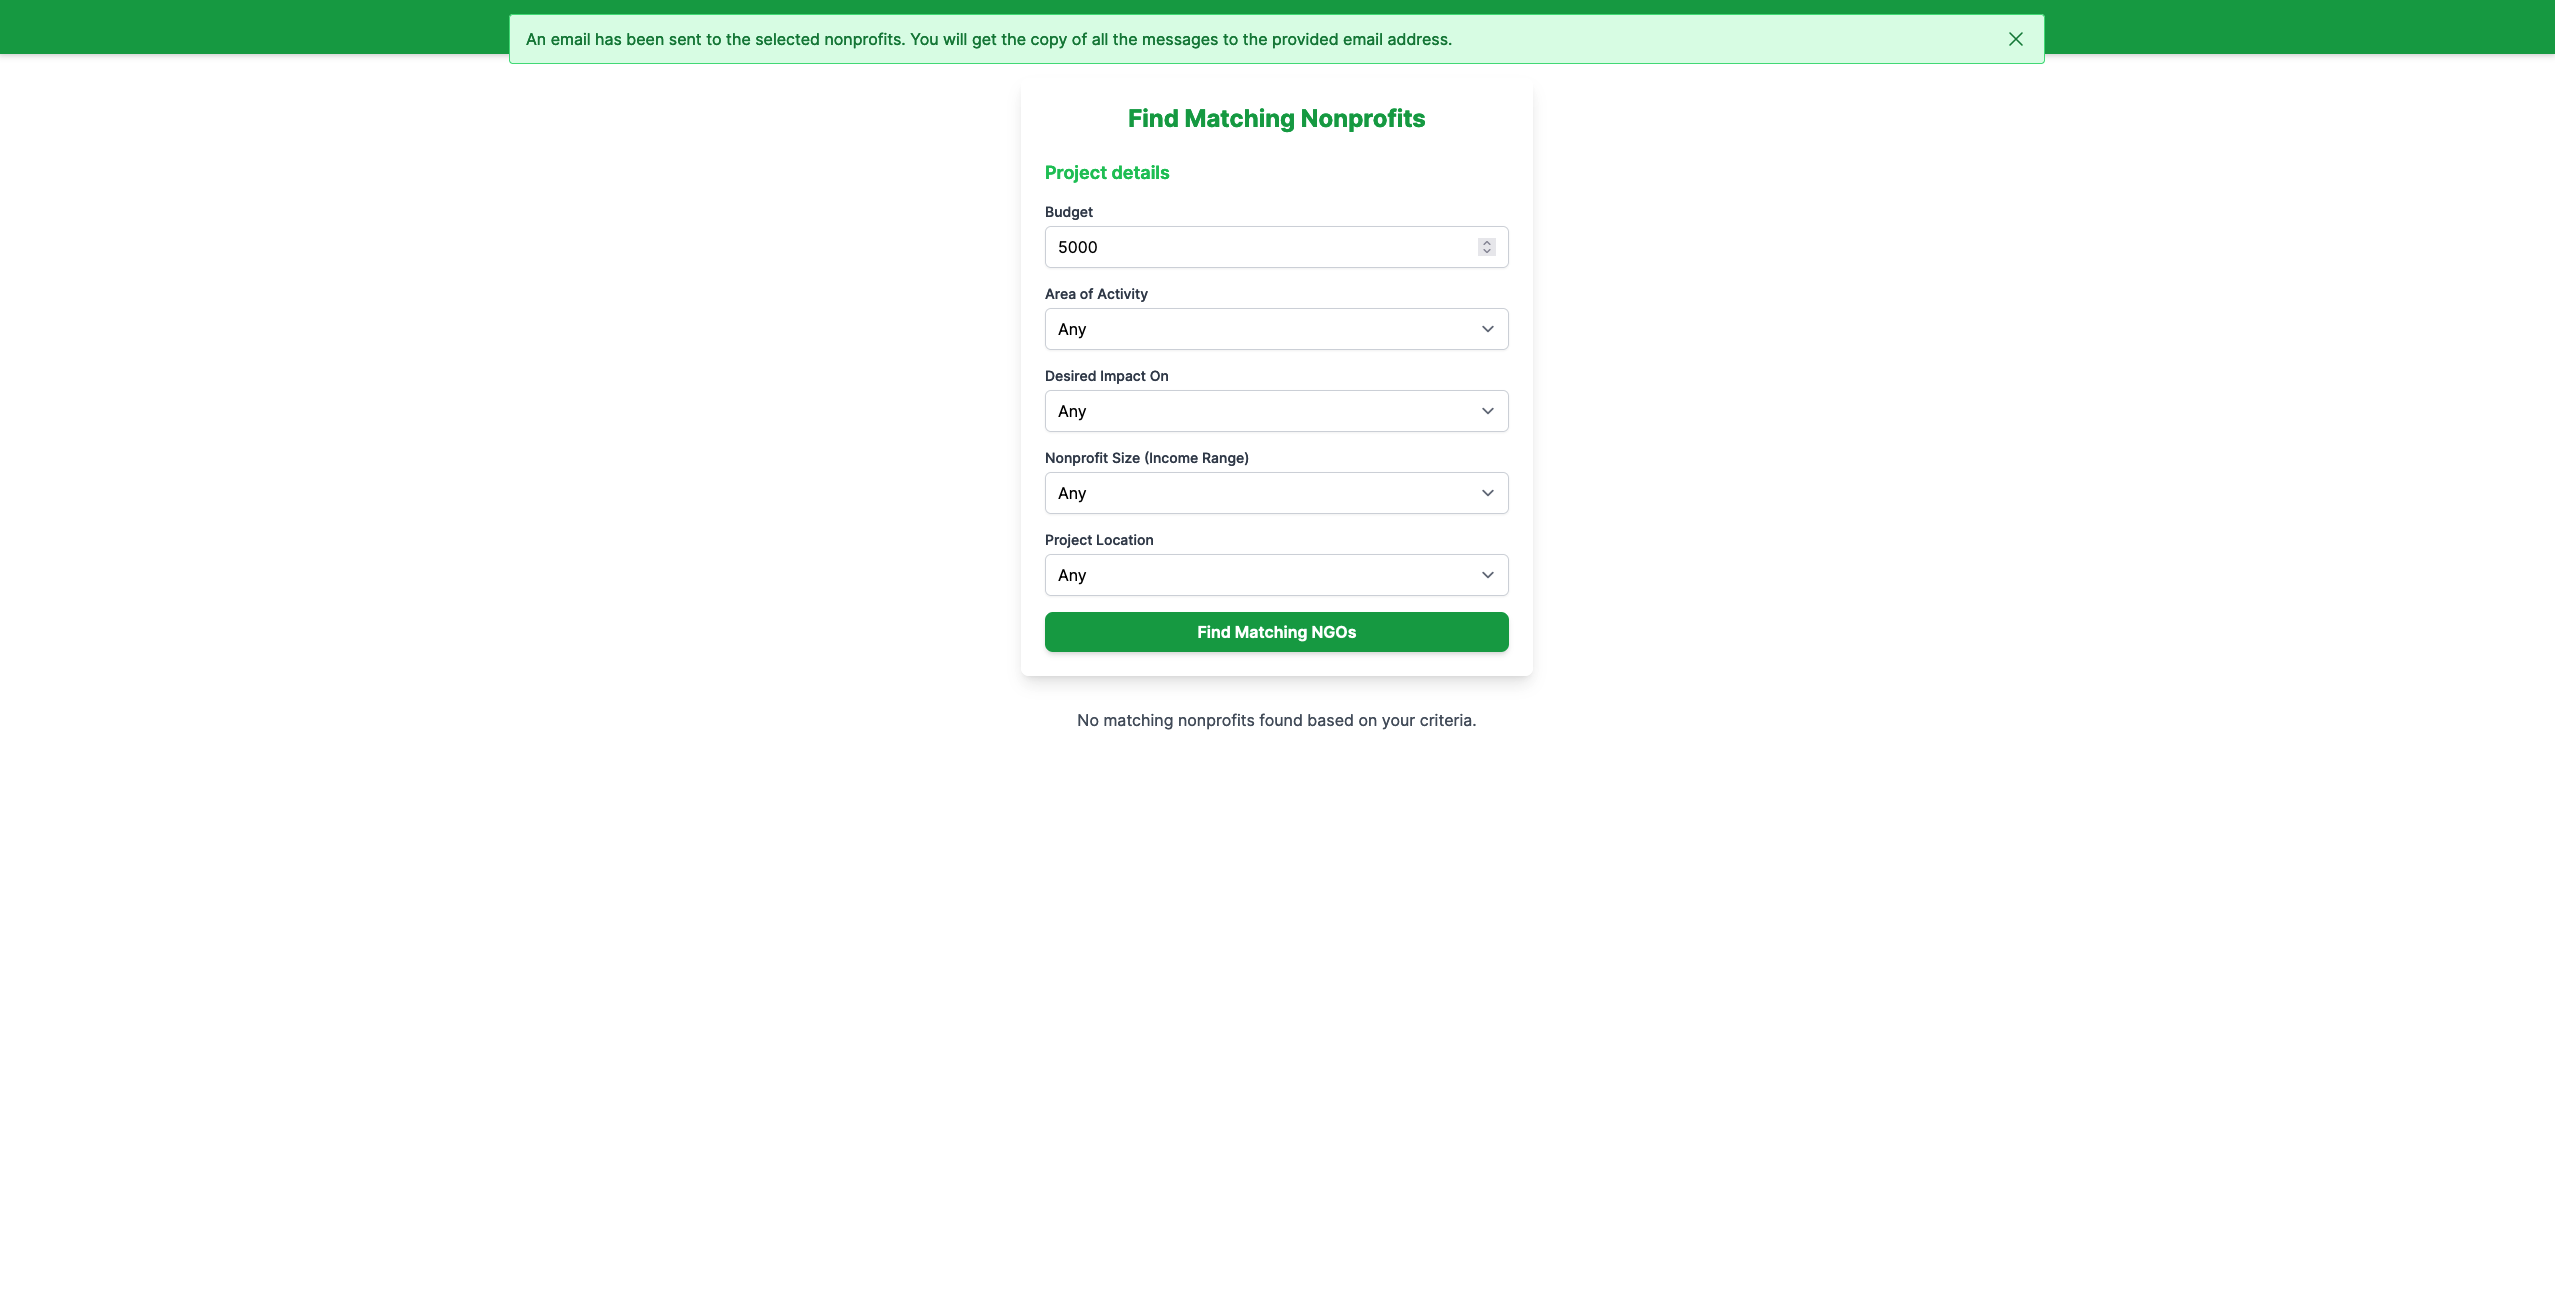 An email has been sent to the selected nonprofits. You will get the copy of all the messages to the provided email address.
Find Matching Nonprofits
Project details
Budget
5000
Area of Activity
Any
Desired Impact On
Any
Nonprofit Size (Income Range)
Any
Project Location
Any
Find Matching NGOs
No matching nonprofits found based on your criteria.